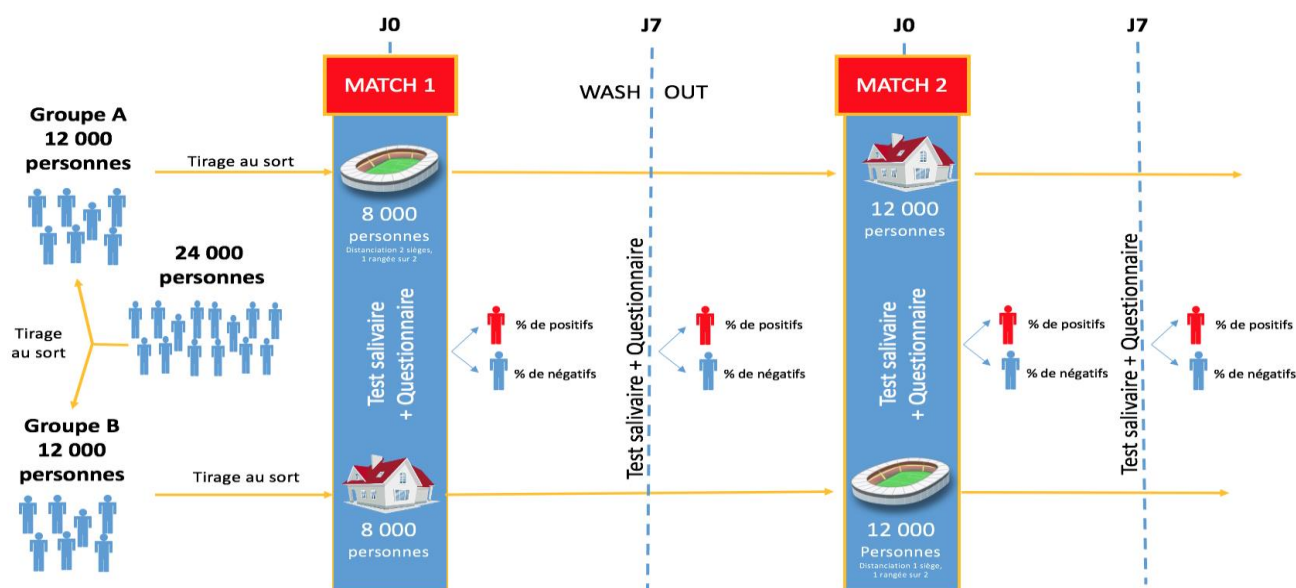 J0
J7
J0
J7
MATCH 1
WASH
OUT
MATCH 2
Groupe A
12 000
personnes
Tirage au sort
8 000
personnes
Distanciation 2 sièges,
1 rangée sur 2
12 000
personnes
24 000
personnes
Tirage
au sort
Test salivaire
+ Questionnaire
% de positifs
% de négatifs
Test salivaire + Questionnaire
% de positifs
% de négatifs
Test salivaire
+ Questionnaire
% de positifs
% de négatifs
Test salivaire + Questionnaire
% de positifs
% de négatifs
Groupe B
12 000
personnes
Tirage au sort
8 000
personnes
12 000
Personnes
Distanciation 1 siège,
1 rangée sur 2